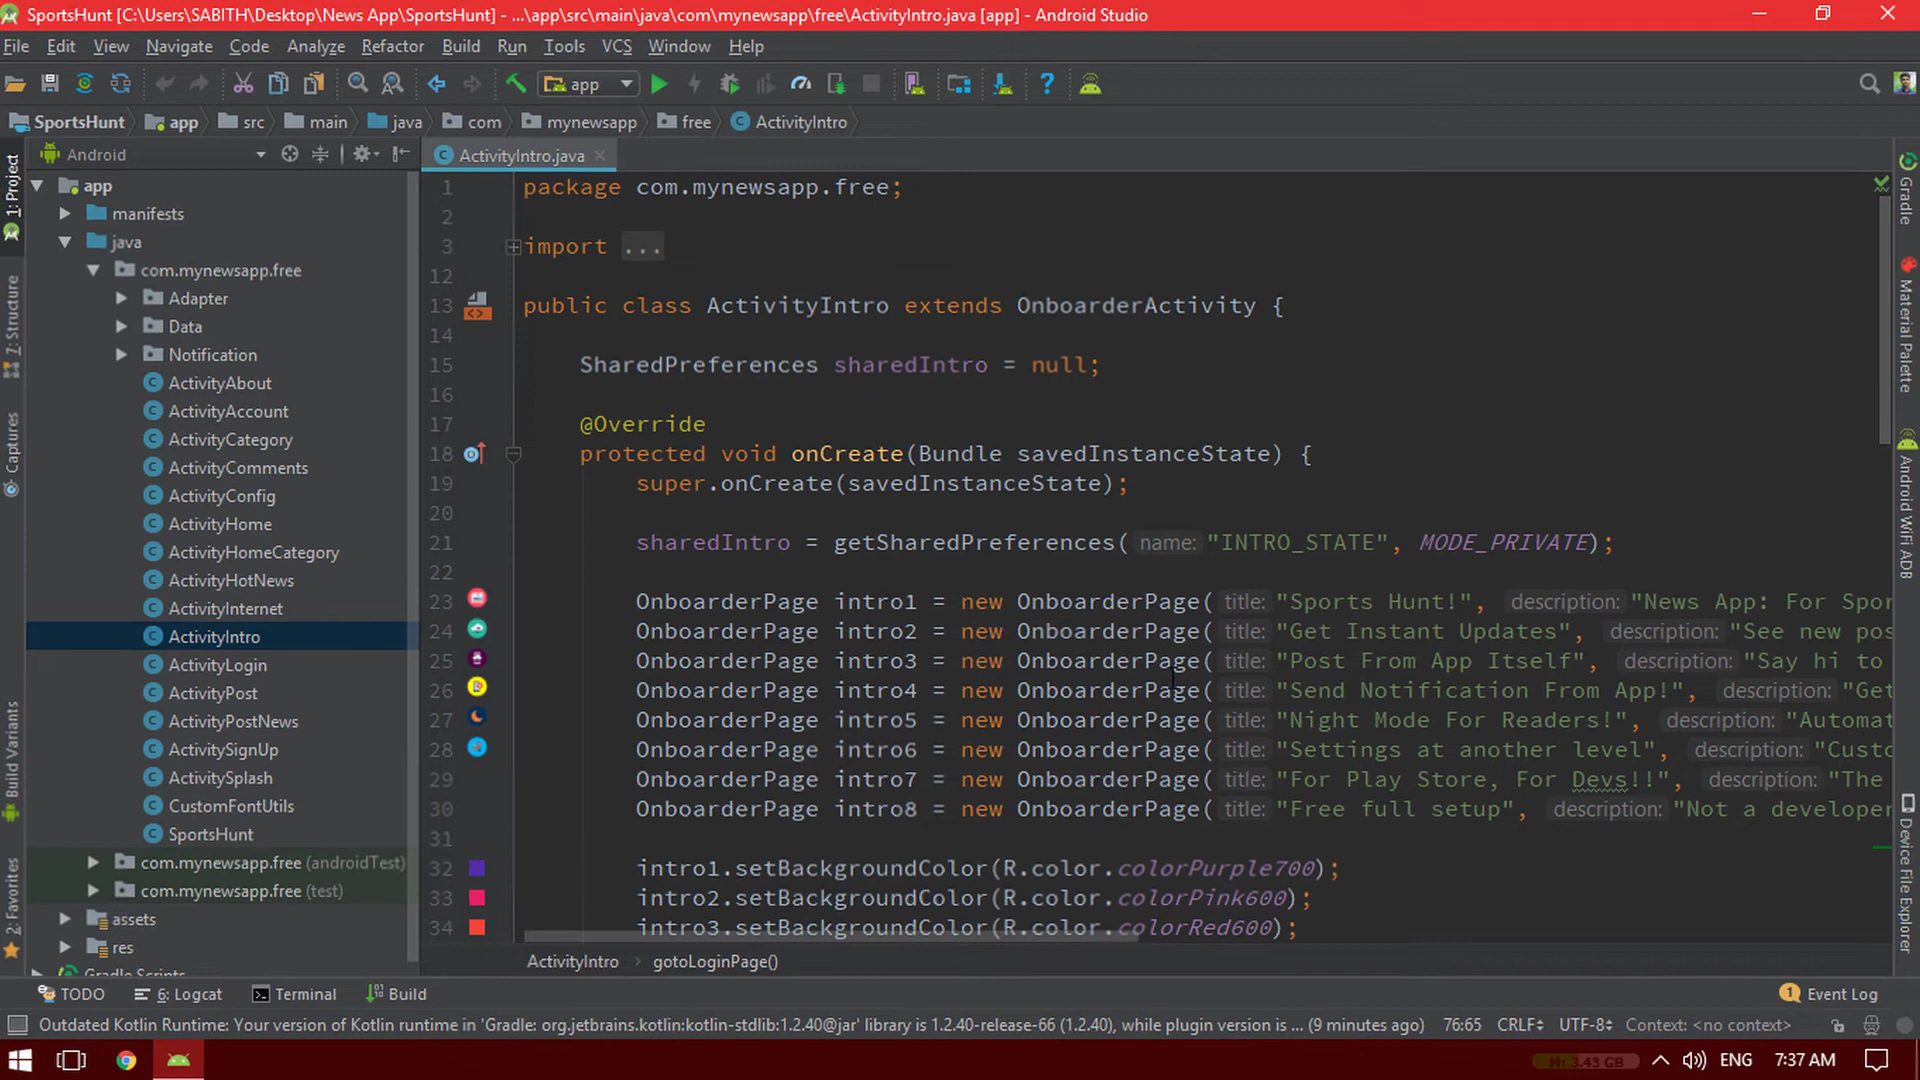 SportsHunt [C:\Users\SABITH\Desktop\News App\SportsHunt] - ...\app\src\main\java\com\mynewsapp\free\ActivityIntro.java [app] - Android Studio
File Edit View Navigate Code Analyze Refactor Build Run Tools VCS Window Help
app
SportsHunt app src main java com mynewsapp free ActivityIntro
Android
ActivityIntro.java
1: Project
Z: Structure
Captures
Build Variants
2: Favorites
app
manifests
java
com.mynewsapp.free
Adapter
Data
Notification
ActivityAbout
ActivityAccount
ActivityCategory
ActivityComments
ActivityConfig
ActivityHome
ActivityHomeCategory
ActivityHotNews
ActivityInternet
ActivityIntro
ActivityLogin
ActivityPost
ActivityPostNews
ActivitySignUp
ActivitySplash
CustomFontUtils
SportsHunt
com.mynewsapp.free (androidTest)
com.mynewsapp.free (test)
assets
res
Gradle Scripts
1 package com.mynewsapp.free;
2
3 import ...
12
13 public class ActivityIntro extends OnboarderActivity {
14
15 SharedPreferences sharedIntro = null;
16
17 @Override
18 protected void onCreate(Bundle savedInstanceState) {
19 super.onCreate(savedInstanceState);
20
21 sharedIntro = getSharedPreferences( name: "INTRO_STATE", MODE_PRIVATE);
22
23 OnboarderPage intro1 = new OnboarderPage( title: "Sports Hunt!", description: "News App: For Spor
24 OnboarderPage intro2 = new OnboarderPage( title: "Get Instant Updates", description: "See new pos
25 OnboarderPage intro3 = new OnboarderPage( title: "Post From App Itself", description: "Say hi to
26 OnboarderPage intro4 = new OnboarderPage( title: "Send Notification From App!", description: "Get
27 OnboarderPage intro5 = new OnboarderPage( title: "Night Mode For Readers!", description: "Automat
28 OnboarderPage intro6 = new OnboarderPage( title: "Settings at another level", description: "Custo
29 OnboarderPage intro7 = new OnboarderPage( title: "For Play Store, For Devs!!", description: "The
30 OnboarderPage intro8 = new OnboarderPage( title: "Free full setup", description: "Not a developer
31
32 intro1.setBackgroundColor(R.color.colorPurple700);
33 intro2.setBackgroundColor(R.color.colorPink600);
34 intro3.setBackgroundColor(R.color.colorRed600);
ActivityIntro gotoLoginPage()
Gradle
Material Palette
Android WiFi ADB
Device File Explorer
TODO 6: Logcat Terminal Build 1 Event Log
Outdated Kotlin Runtime: Your version of Kotlin runtime in 'Gradle: org.jetbrains.kotlin:kotlin-stdlib:1.2.40@jar' library is 1.2.40-release-66 (1.2.40), while plugin version is ... (9 minutes ago) 76:65 CRLF UTF-8 Context: <no context>
M: 3.43 GB ENG 7:37 AM